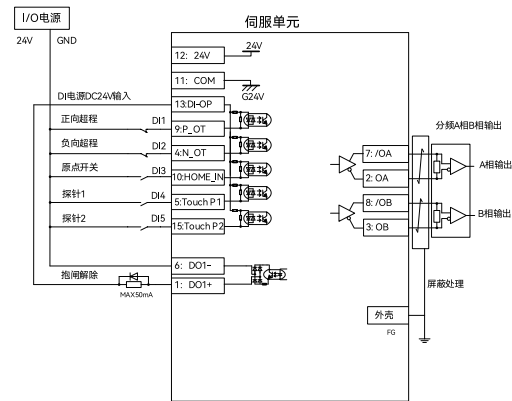 I/O电源
24V GND
伺服单元
12: 24V
24V
11: COM
G24V
DI电源DC24V输入
13:DI-OP
正向超程 DI1
9:P_OT
负向超程 DI2
4:N_OT
原点开关 DI3
10:HOME_IN
探针1 DI4
5:Touch P1
探针2 DI5
15:Touch P2
6: DO1-
抱闸解除
1: DO1+
MAX50mA
分频A相B相输出
7: /OA
2: OA
A相输出
8: /OB
3: OB
B相输出
屏蔽处理
外壳
FG